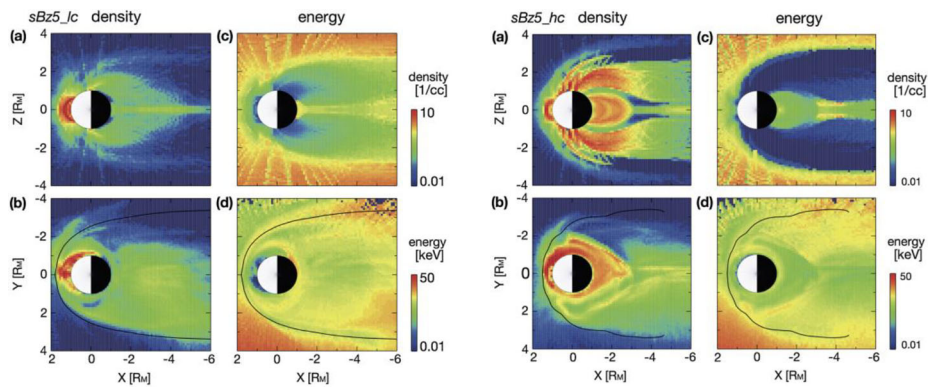 sBz5_lc density energy
(a) (c)
4
2
0
-2
-4
Z [RM]
density
[1/cc]
10
0.01
(b) (d)
-4
-2
0
2
4
Y [RM]
energy
[keV]
50
0.01
2 0 -2 -4 -6 2 0 -2 -4 -6
X [RM] X [RM]
sBz5_hc density energy
(a) (c)
4
2
0
-2
-4
Z [RM]
density
[1/cc]
10
0.01
(b) (d)
-4
-2
0
2
4
Y [RM]
energy
[keV]
50
0.01
2 0 -2 -4 -6 2 0 -2 -4 -6
X [RM] X [RM]